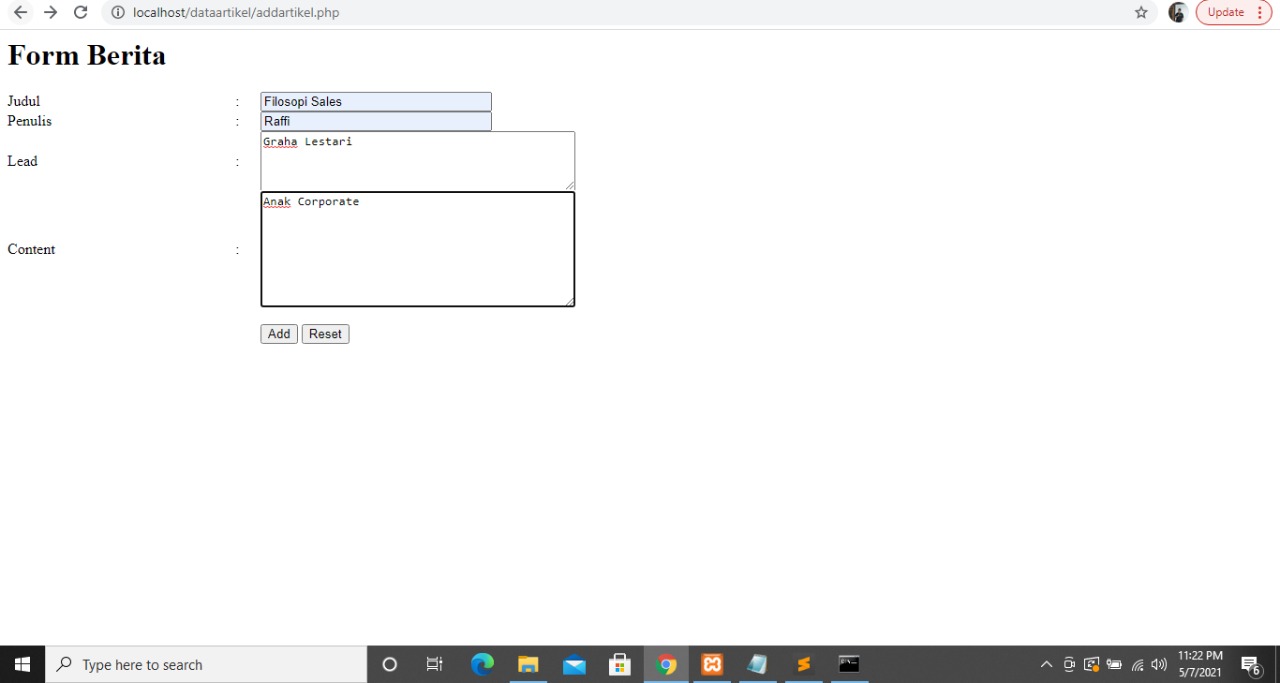 localhost/dataartikel/addartikel.php
Update
Form Berita
Judul : Filosopi Sales
Penulis : Raffi
Lead : Graha Lestari
Content : Anak Corporate
Add Reset
Type here to search
11:22 PM
5/7/2021
6